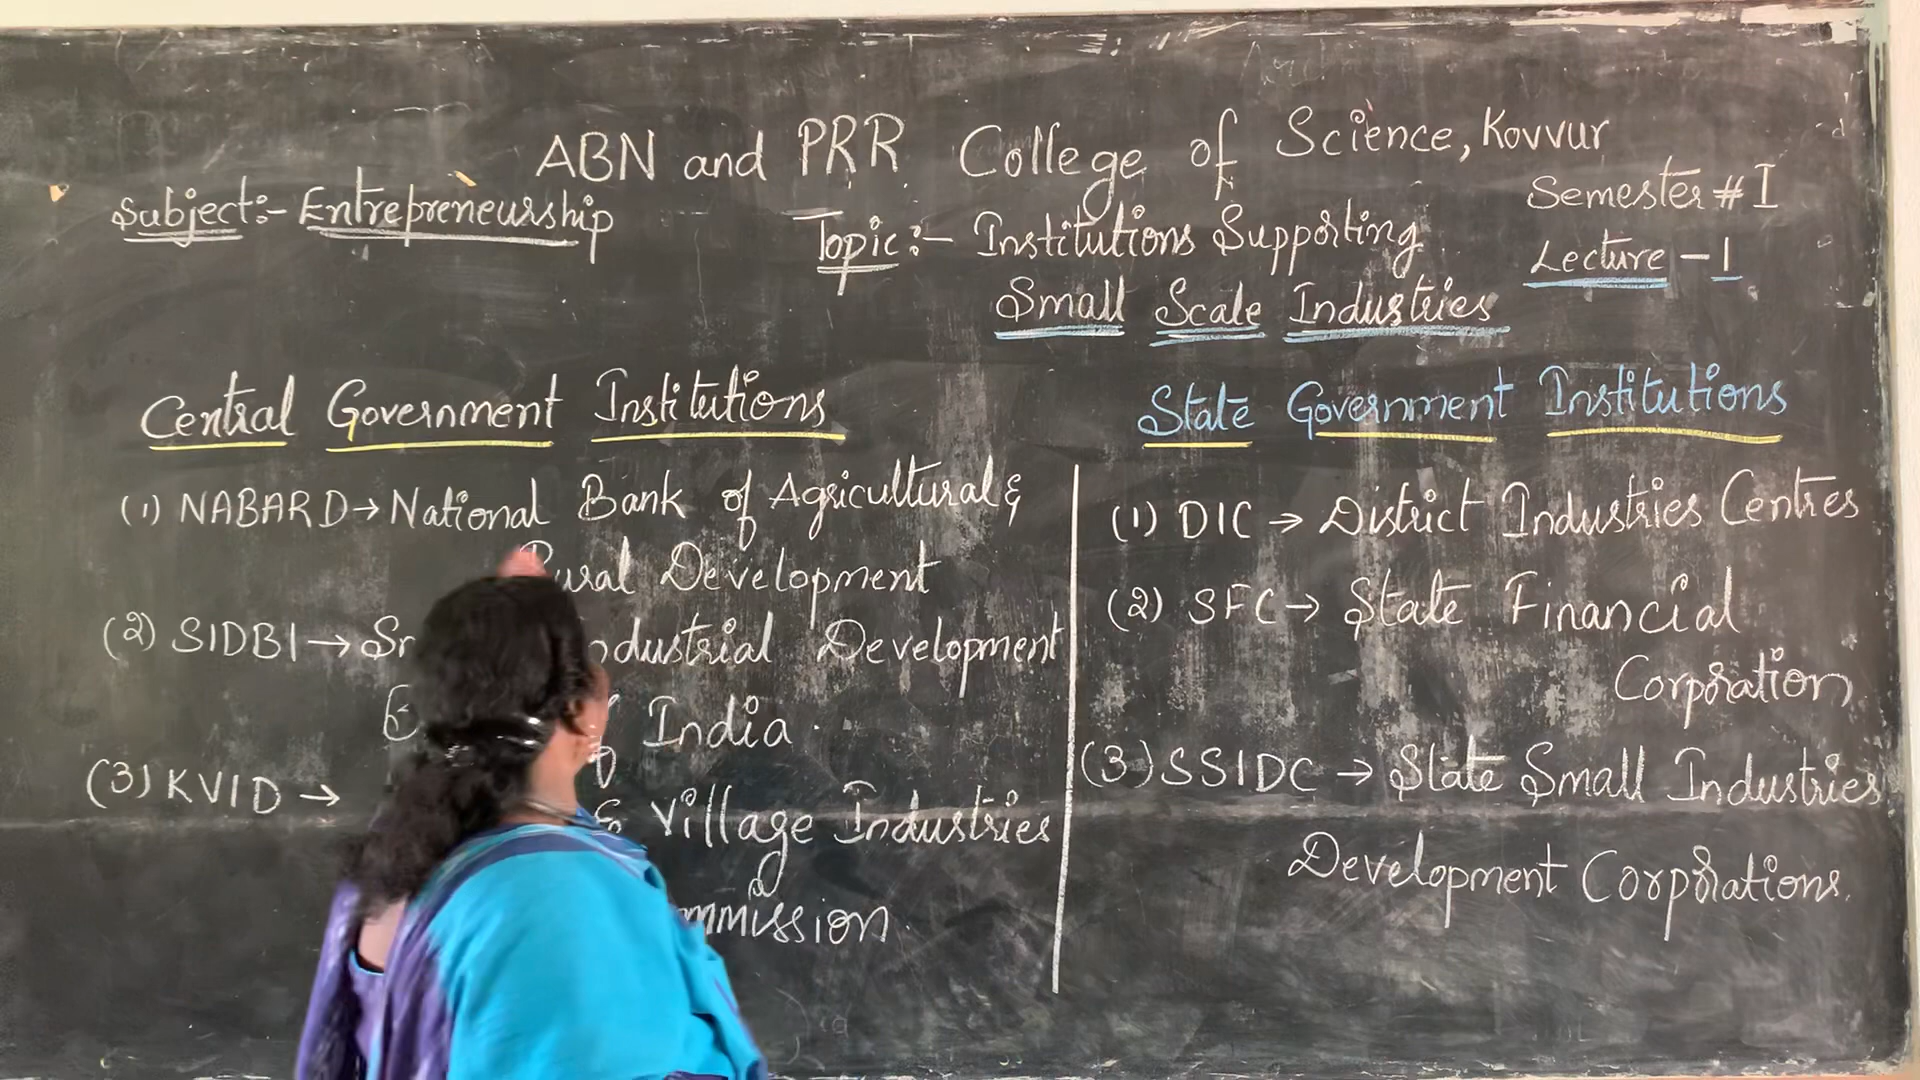 ABN and PRR College of Science, Kovvur
Subject:- Entrepreneurship
Semester # I
Topic:- Institutions Supporting
Lecture - 1
Small Scale Industries
Central Government Institutions
(1) NABARD → National Bank of Agricultural &
Rural Development
(2) SIDBI → Industrial Development
India.
(3) KVID →
& Village Industries
State Government Institutions
(1) DIC → District Industries Centres
(2) SFC → State Financial
Corporation
(3) SSIDC → State Small Industries
Development Corporations.